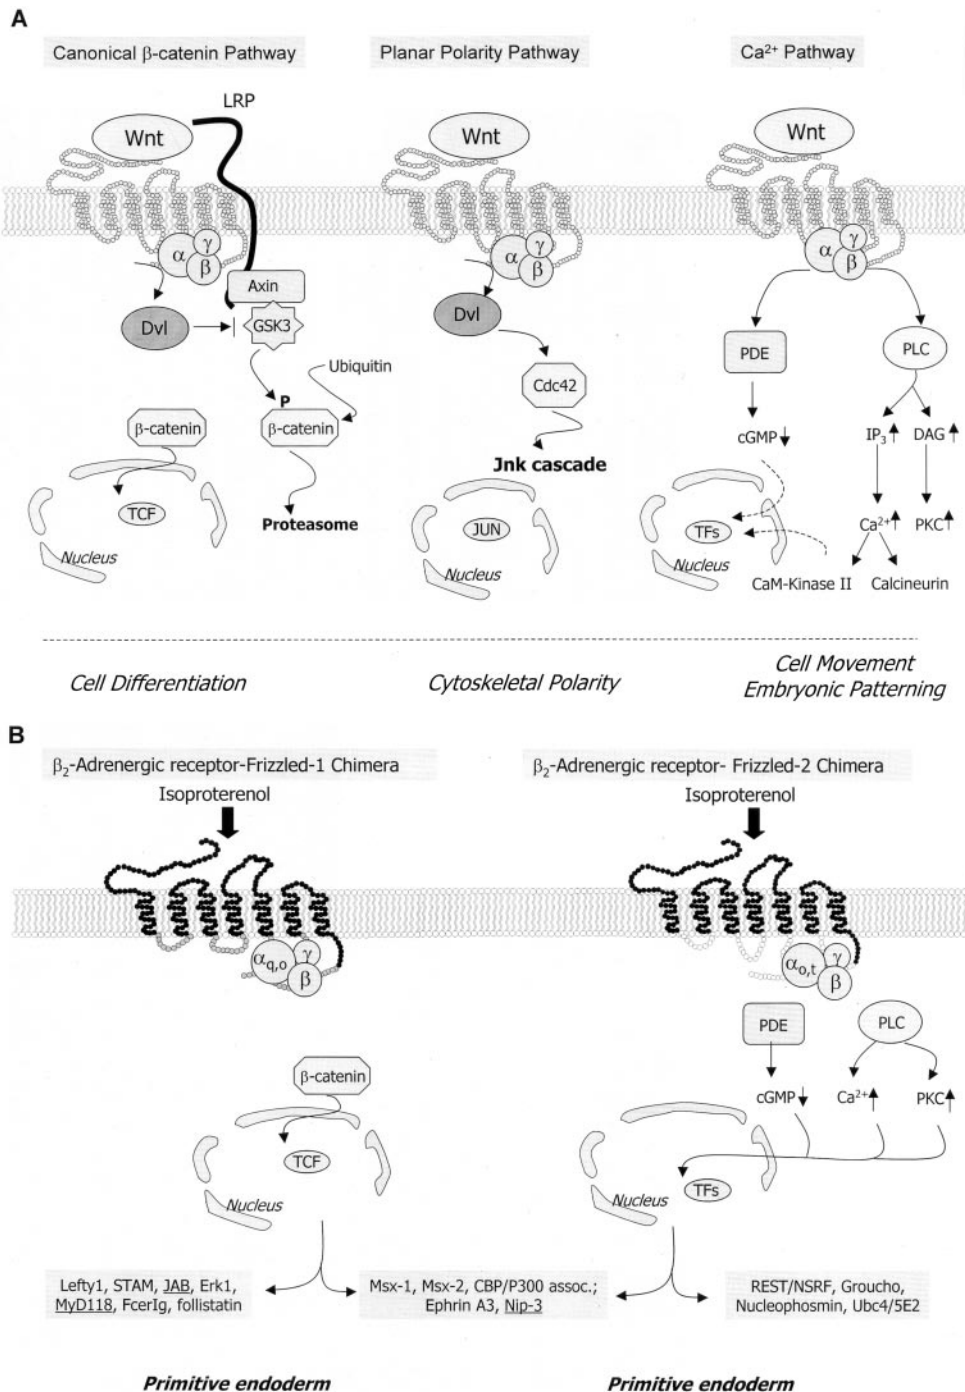 A
Canonical β-catenin Pathway
Planar Polarity Pathway
Ca²⁺ Pathway
LRP
Wnt
Wnt
Wnt
α
γ
β
α
γ
β
α
γ
β
Axin
Dvl
GSK3
Dvl
PDE
PLC
Ubiquitin
P
Cdc42
β-catenin
β-catenin
cGMP
IP₃
DAG
Jnk cascade
TCF
Proteasome
JUN
TFs
Ca²⁺
PKC
Nucleus
Nucleus
Nucleus
CaM-Kinase II
Calcineurin
Cell Differentiation
Cytoskeletal Polarity
Cell Movement
Embryonic Patterning
B
β₂-Adrenergic receptor-Frizzled-1 Chimera
β₂-Adrenergic receptor- Frizzled-2 Chimera
Isoproterenol
Isoproterenol
αq,o
γ
β
αo,t
γ
β
PDE
PLC
β-catenin
cGMP
Ca²⁺
PKC
TCF
TFs
Nucleus
Nucleus
Lefty1, STAM, JAB, Erk1,
MyD118, FcerIg, follistatin
Msx-1, Msx-2, CBP/P300 assoc.;
Ephrin A3, Nip-3
REST/NSRF, Groucho,
Nucleophosmin, Ubc4/5E2
Primitive endoderm
Primitive endoderm